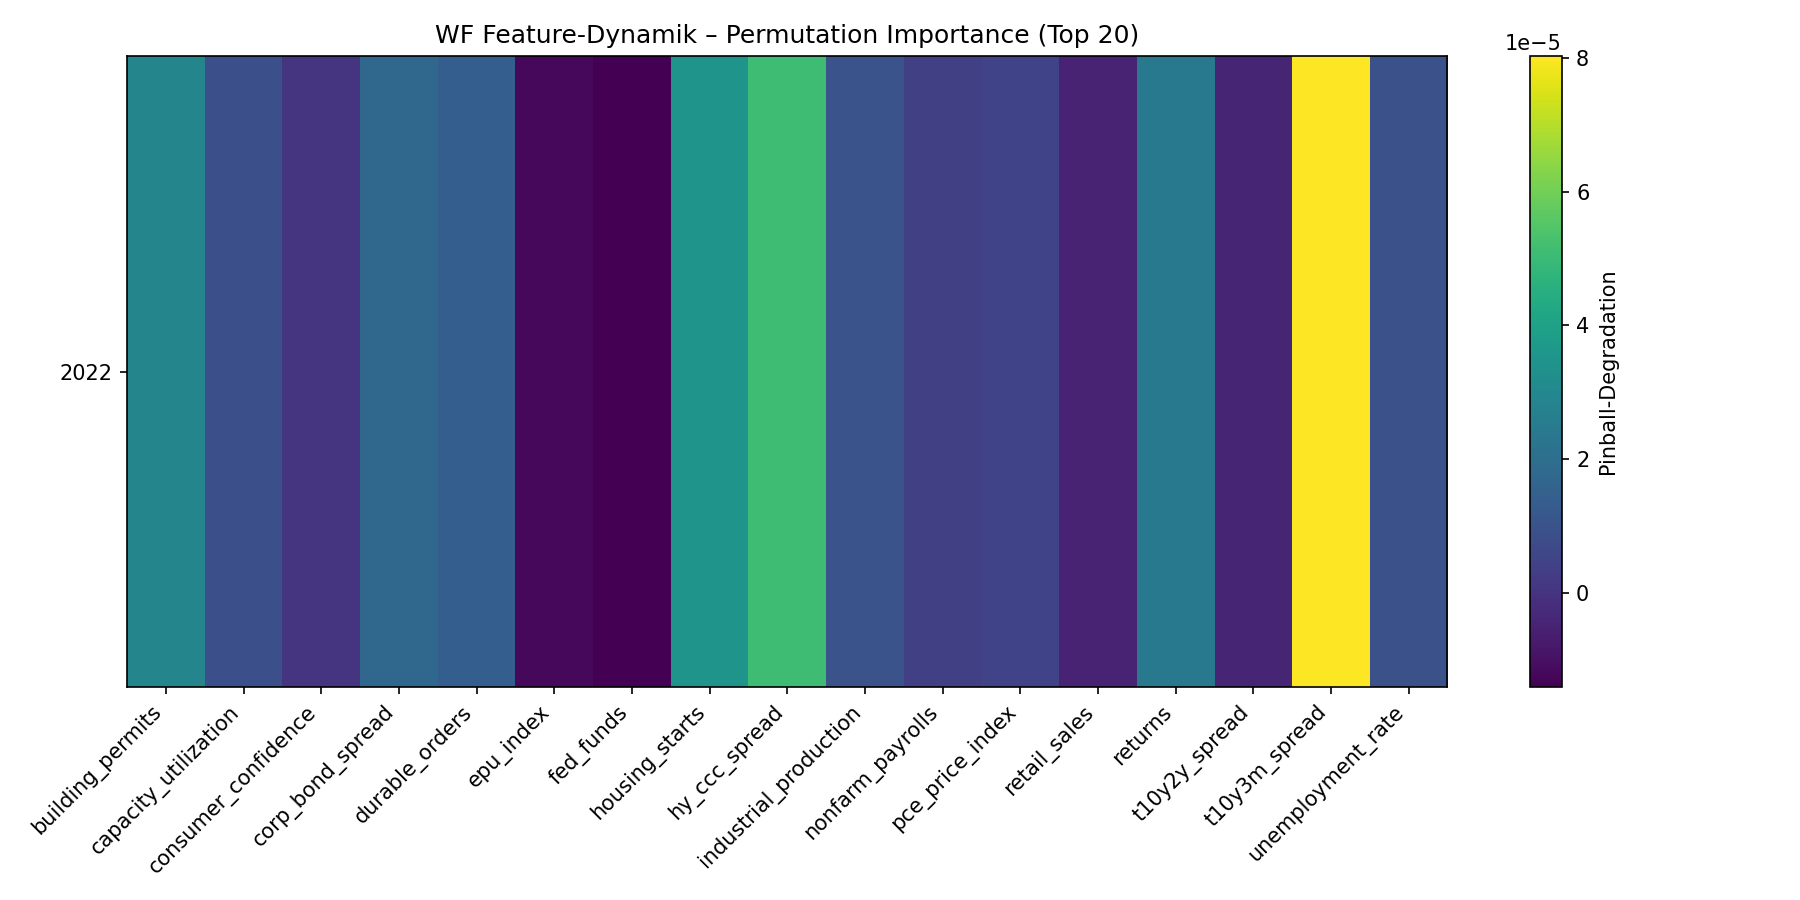 WF Feature-Dynamik – Permutation Importance (Top 20)
1e−5
8
6
4
2
0
Pinball-Degradation
2022
building_permits
capacity_utilization
consumer_confidence
corp_bond_spread
durable_orders
epu_index
fed_funds
housing_starts
hy_ccc_spread
industrial_production
nonfarm_payrolls
pce_price_index
retail_sales
returns
t10y2y_spread
t10y3m_spread
unemployment_rate